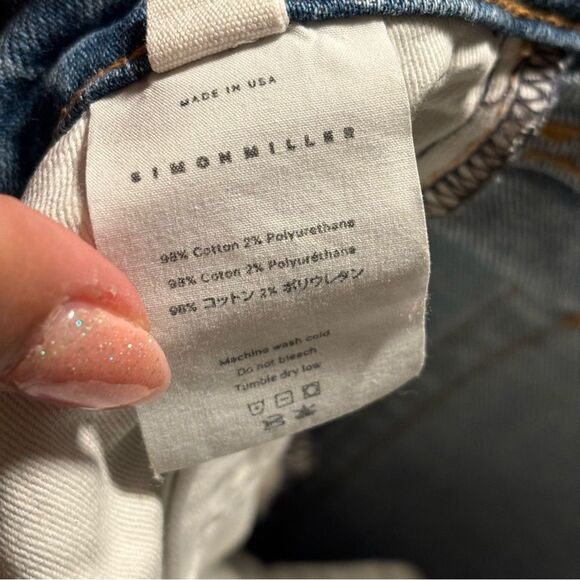 MADE IN USA
SIMONMILLER
98% Cotton 2% Polyurethane
98% Coton 2% Polyuréthane
98% コットン 2% ポリウレタン
Machine wash cold
Do not bleach
Tumble dry low